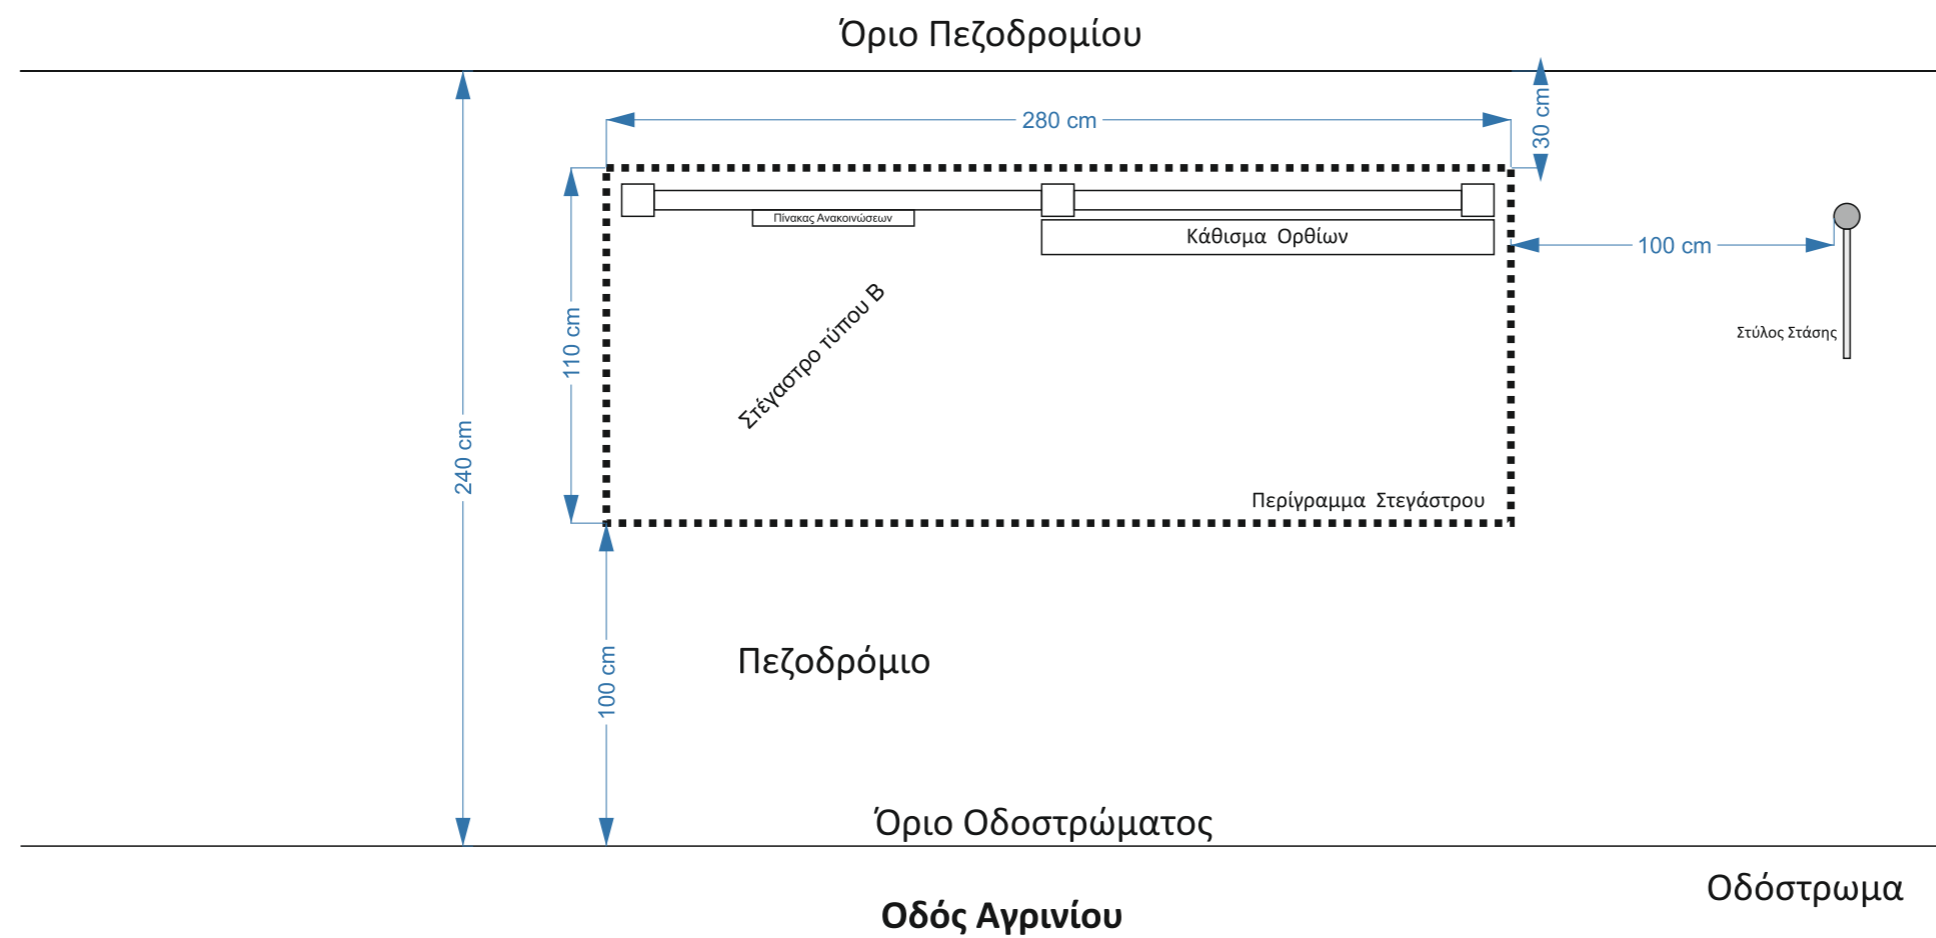 Όριο Πεζοδρομίου
280 cm
30 cm
Πίνακας Ανακοινώσεων
Κάθισμα Ορθίων
100 cm
Στέγαστρο τύπου Β
110 cm
Στύλος Στάσης
240 cm
Περίγραμμα Στεγάστρου
100 cm
Πεζοδρόμιο
Όριο Οδοστρώματος
Οδόστρωμα
Οδός Αγρινίου